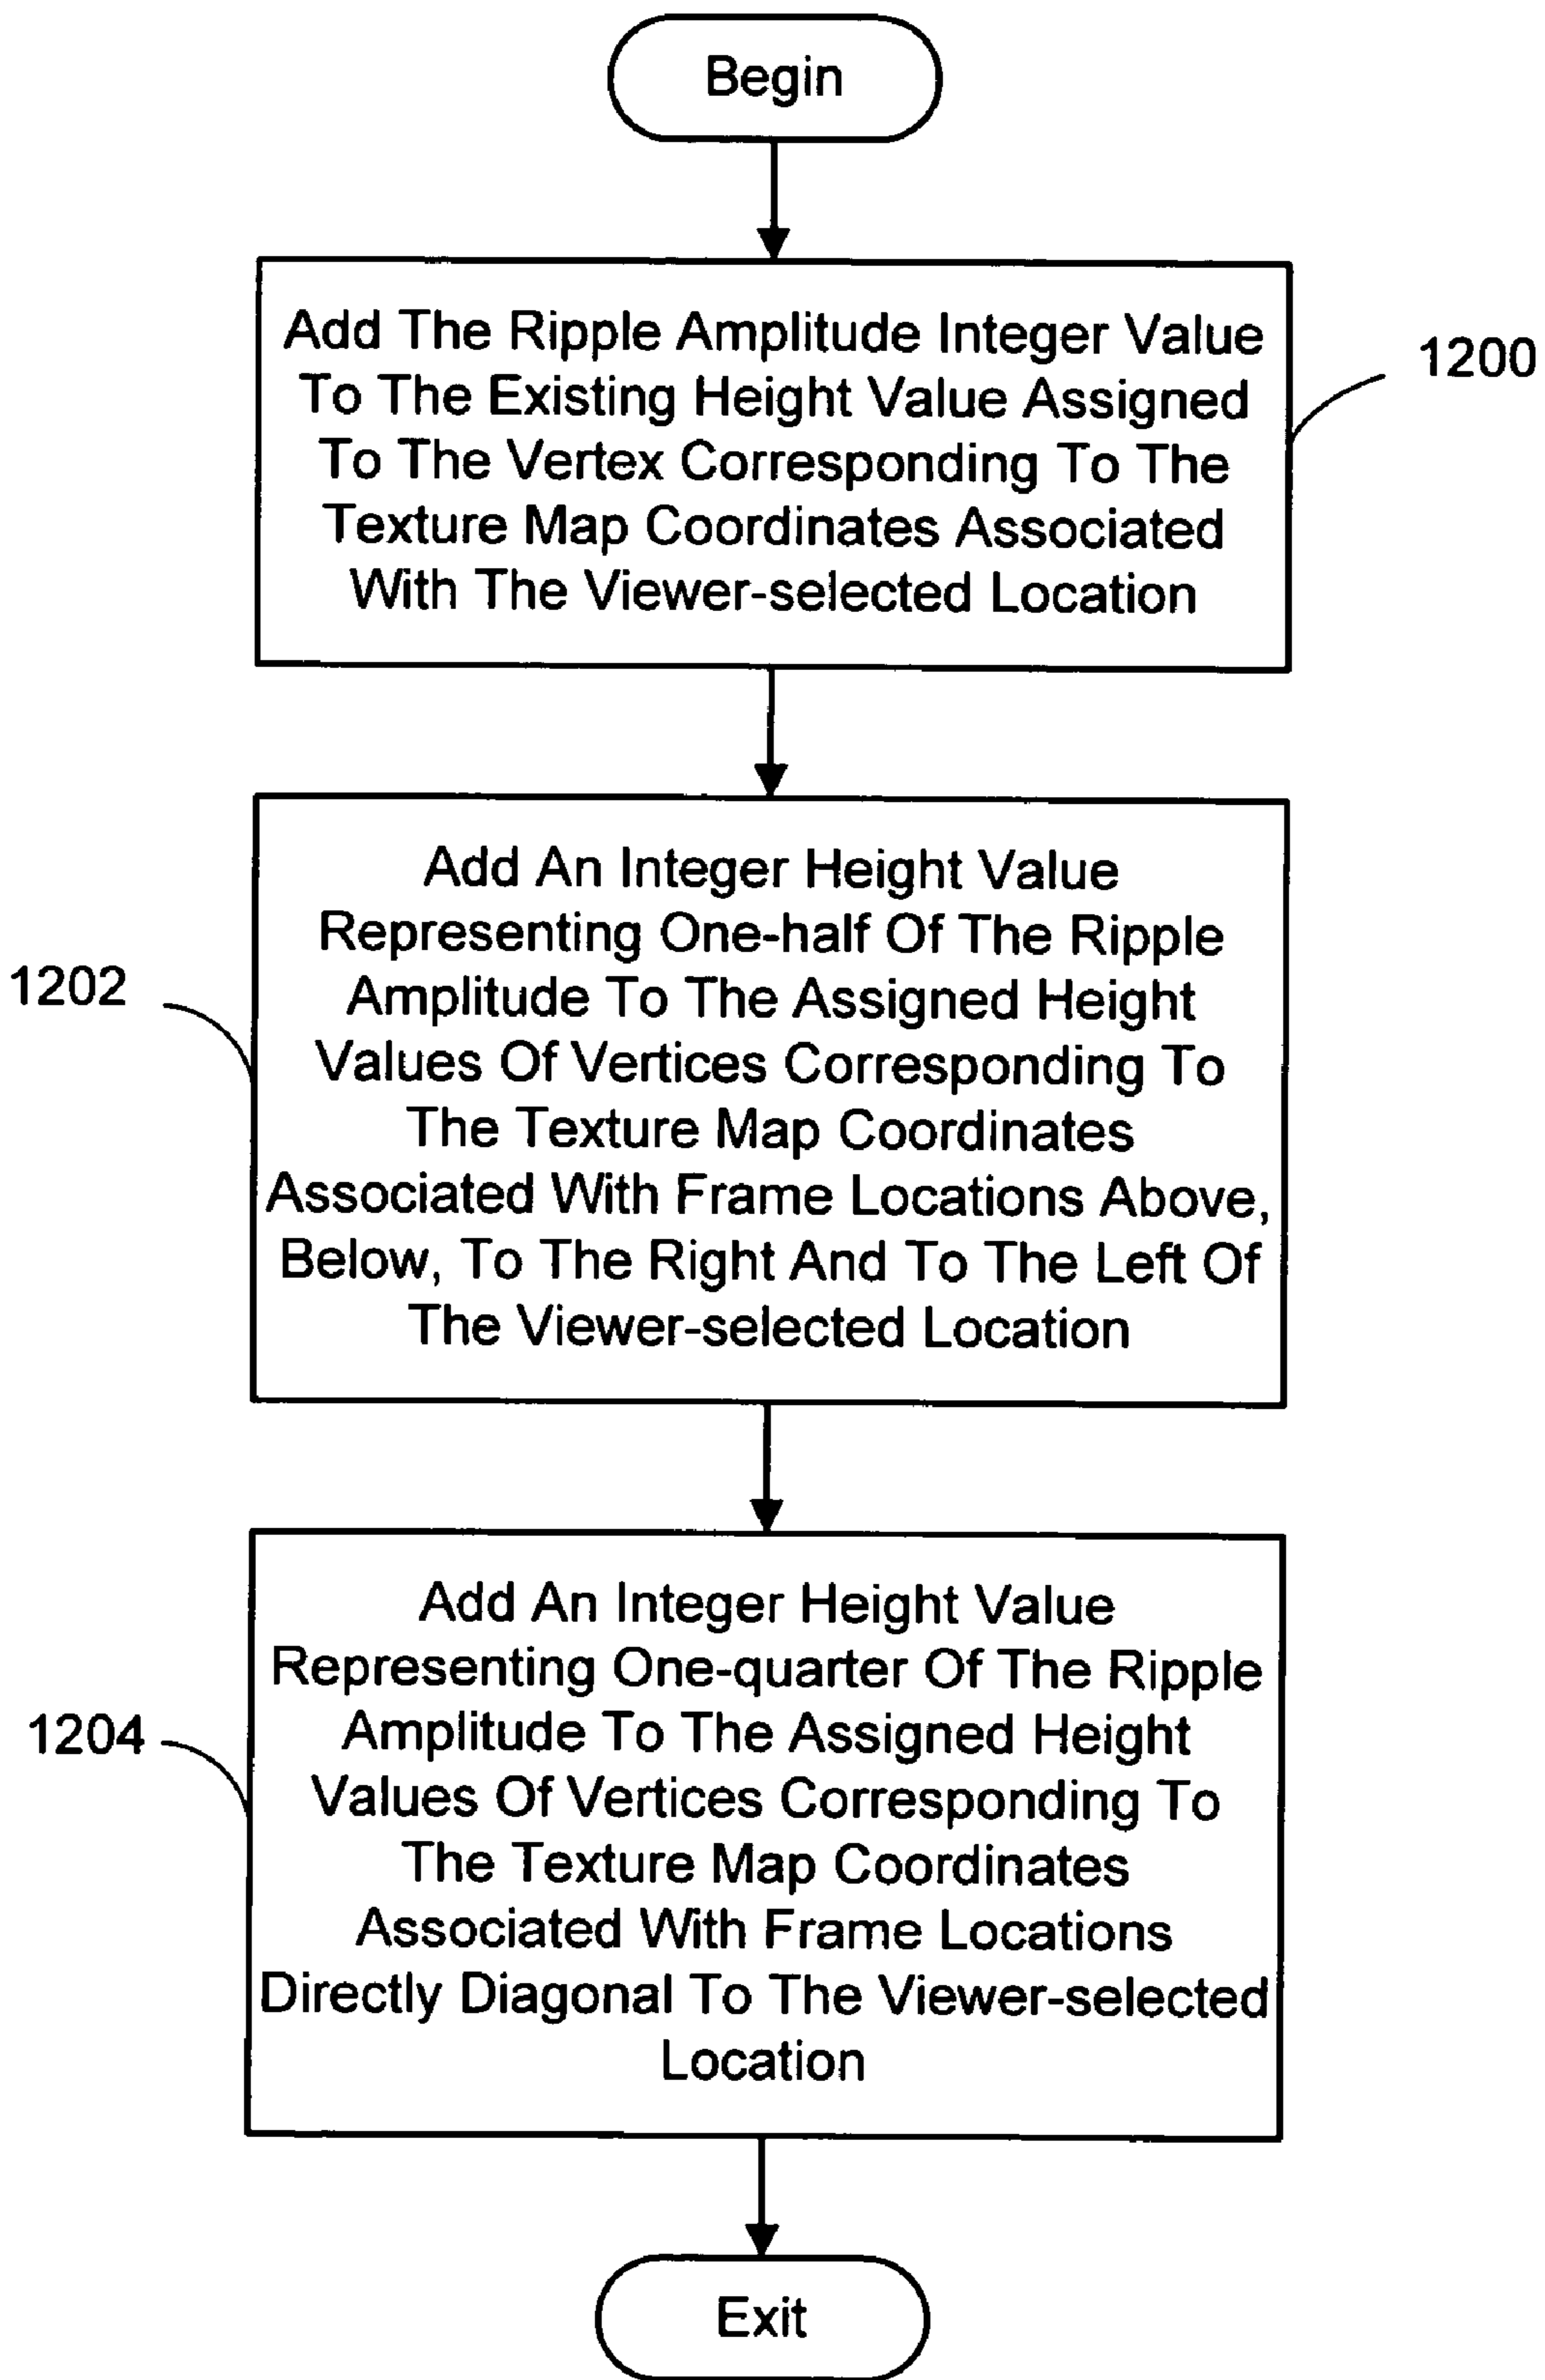 Begin
Add The Ripple Amplitude Integer Value
To The Existing Height Value Assigned
To The Vertex Corresponding To The
Texture Map Coordinates Associated
With The Viewer-selected Location
1200
Add An Integer Height Value
Representing One-half Of The Ripple
Amplitude To The Assigned Height
Values Of Vertices Corresponding To
The Texture Map Coordinates
Associated With Frame Locations Above,
Below, To The Right And To The Left Of
The Viewer-selected Location
1202
Add An Integer Height Value
Representing One-quarter Of The Ripple
Amplitude To The Assigned Height
Values Of Vertices Corresponding To
The Texture Map Coordinates
Associated With Frame Locations
Directly Diagonal To The Viewer-selected
Location
1204
Exit